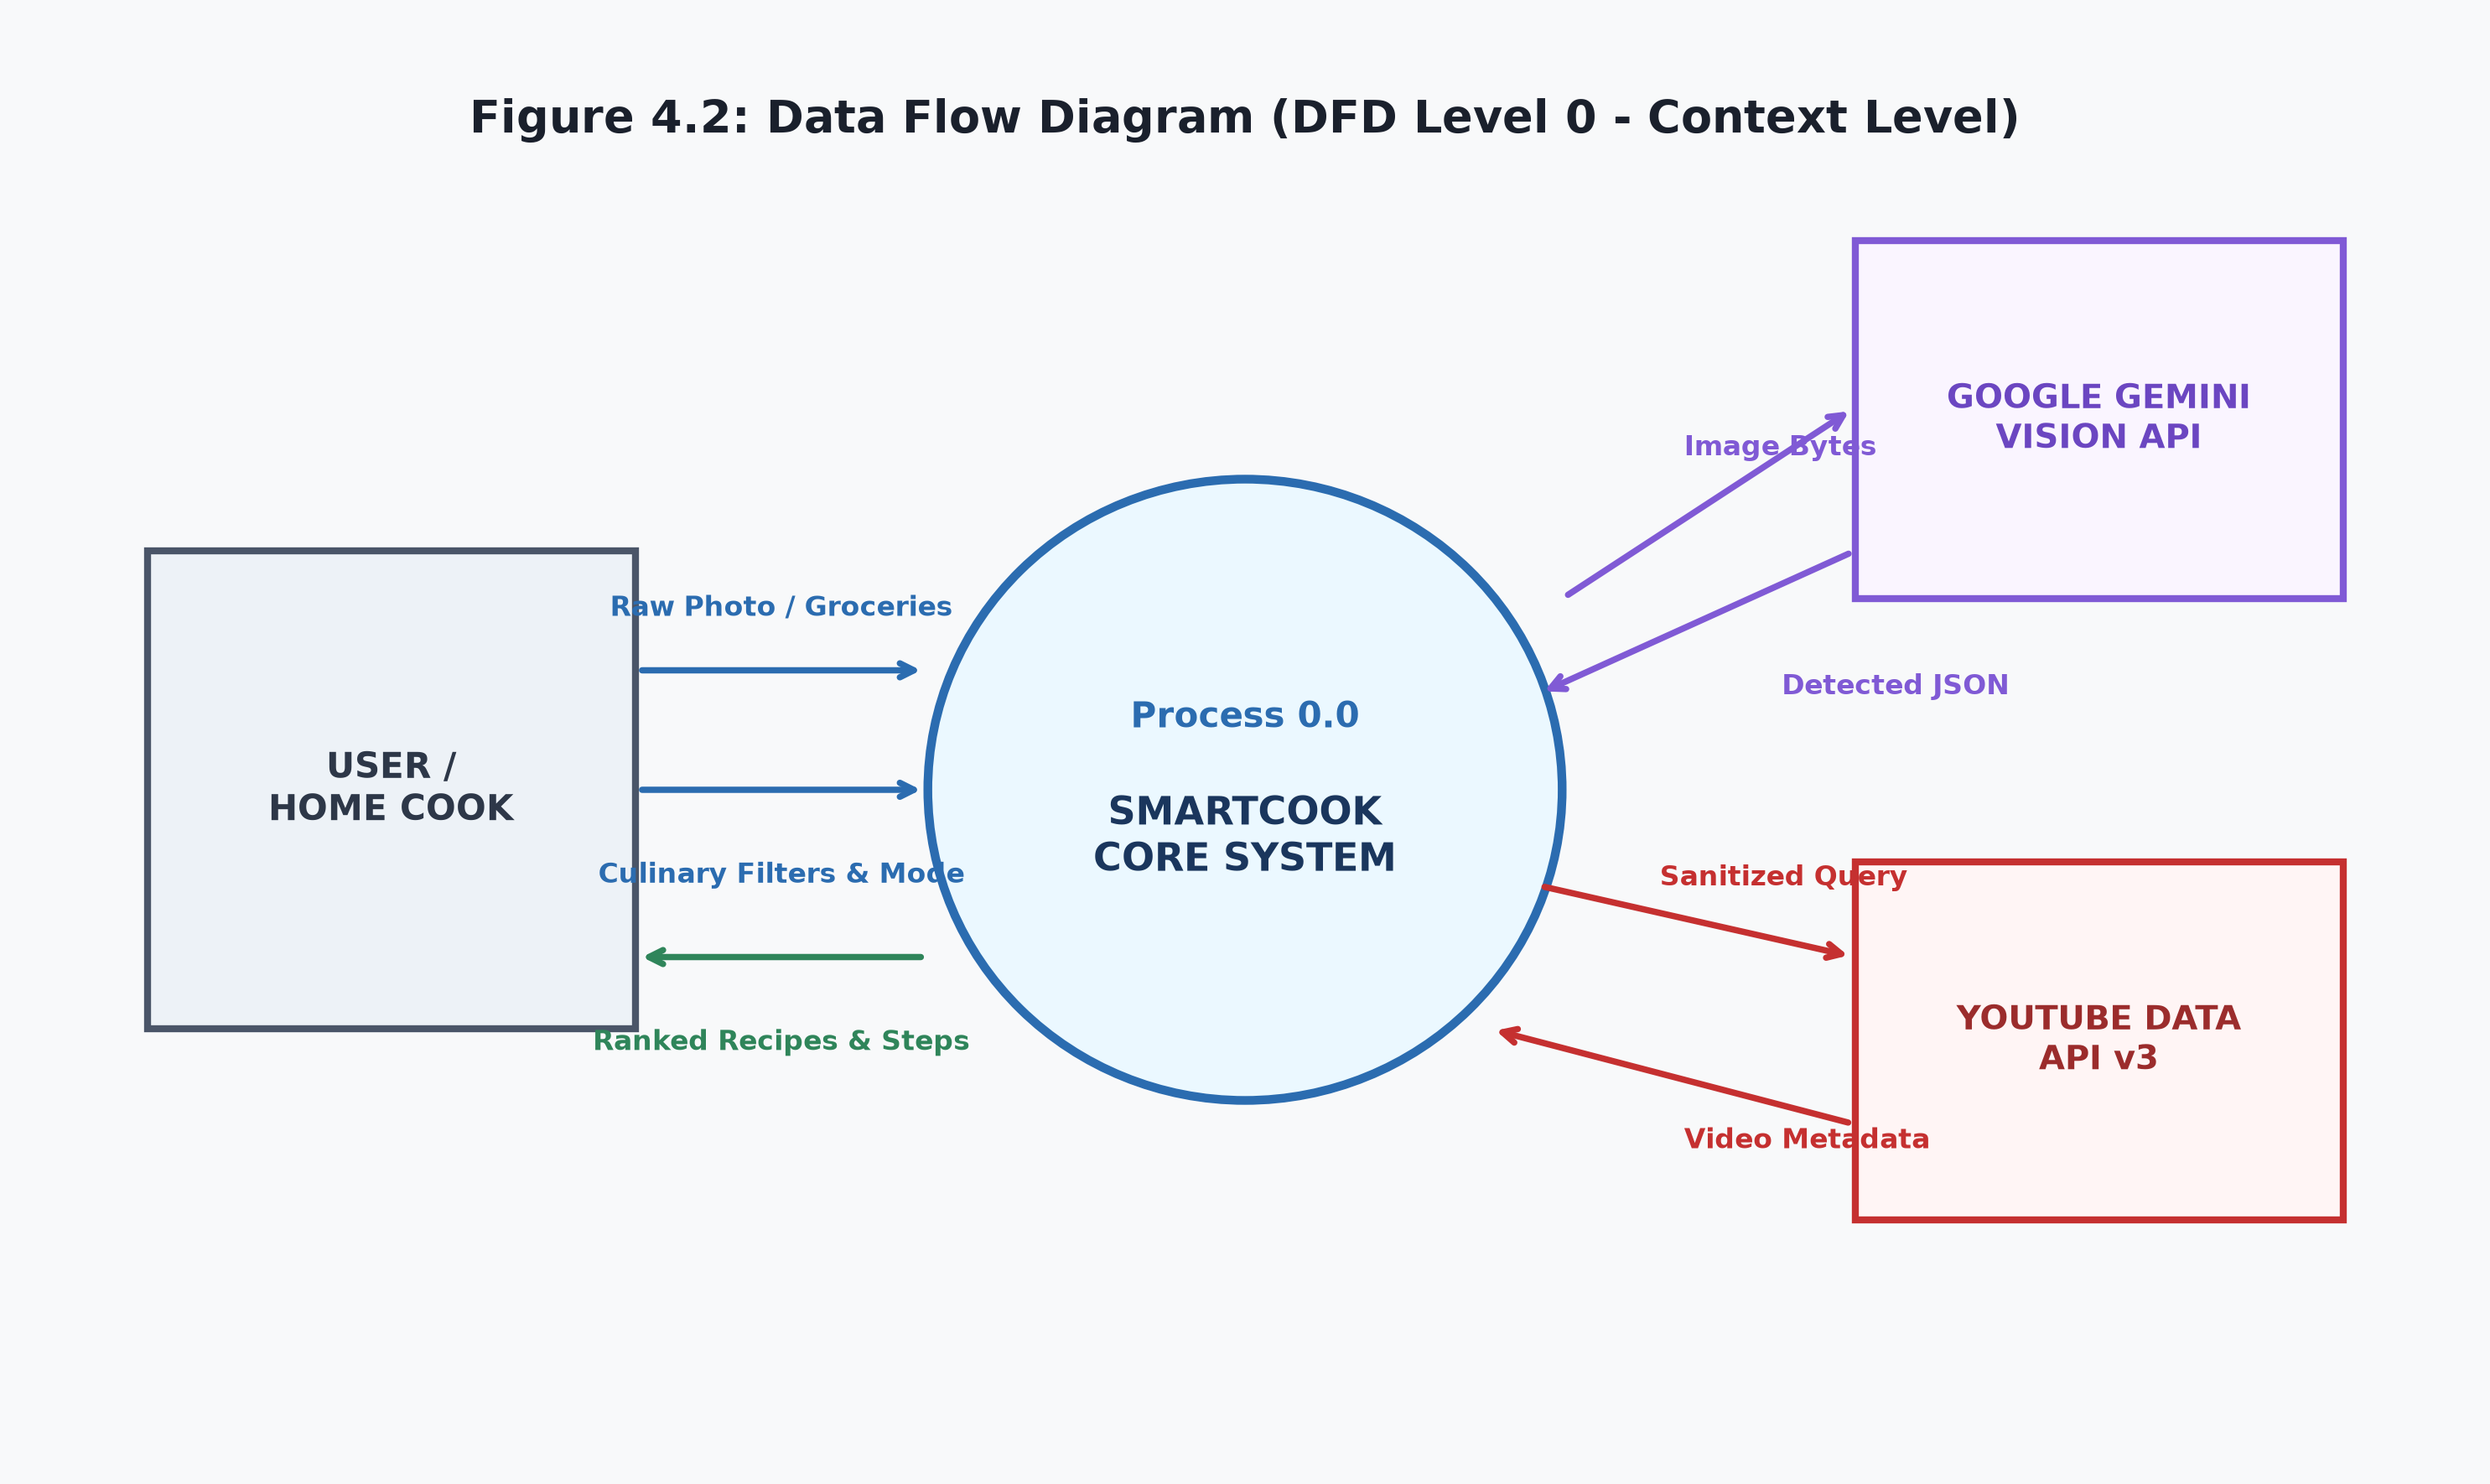 Figure 4.2: Data Flow Diagram (DFD Level 0 - Context Level)
USER /
HOME COOK
Raw Photo / Groceries
Culinary Filters & Mode
Ranked Recipes & Steps
Process 0.0
SMARTCOOK
CORE SYSTEM
Image Bytes
Detected JSON
GOOGLE GEMINI
VISION API
Sanitized Query
Video Metadata
YOUTUBE DATA
API v3